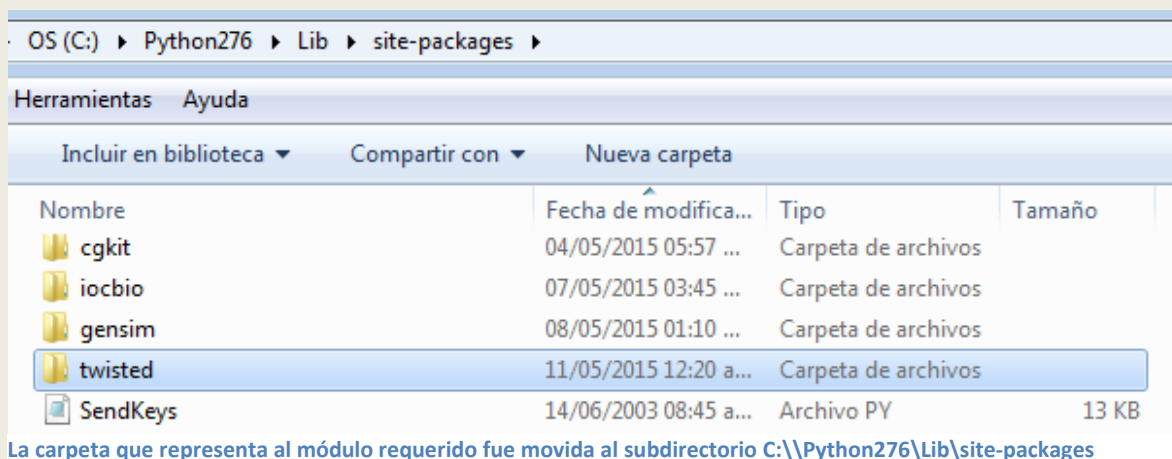 OS (C:) ▸ Python276 ▸ Lib ▸ site-packages ▸
Herramientas Ayuda
Incluir en biblioteca ▾ Compartir con ▾ Nueva carpeta
Nombre Fecha de modifica... Tipo Tamaño
cgkit 04/05/2015 05:57 ... Carpeta de archivos
iocbio 07/05/2015 03:45 ... Carpeta de archivos
gensim 08/05/2015 01:10 ... Carpeta de archivos
twisted 11/05/2015 12:20 a... Carpeta de archivos
SendKeys 14/06/2003 08:45 a... Archivo PY 13 KB
La carpeta que representa al módulo requerido fue movida al subdirectorio C:\\Python276\Lib\site-packages